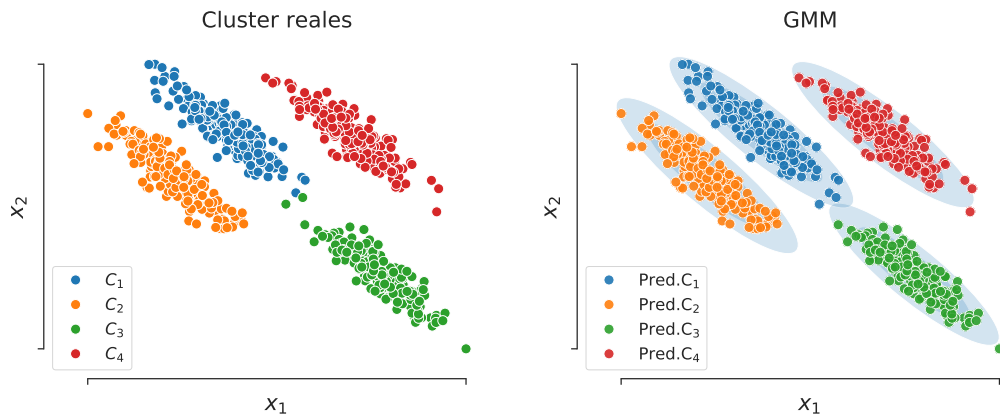 Cluster reales
x₂
C₁
C₂
C₃
C₄
x₁
GMM
x₂
Pred.C₁
Pred.C₂
Pred.C₃
Pred.C₄
x₁